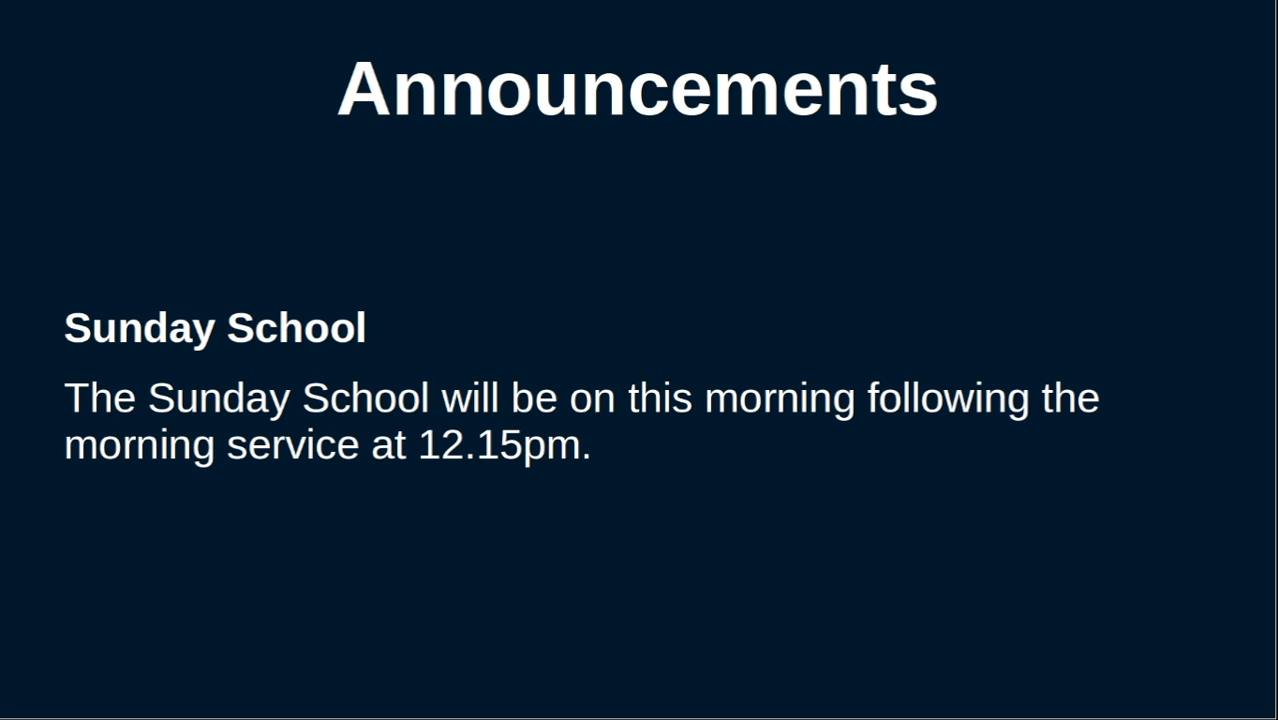 Announcements
Sunday School
The Sunday School will be on this morning following the
morning service at 12.15pm.